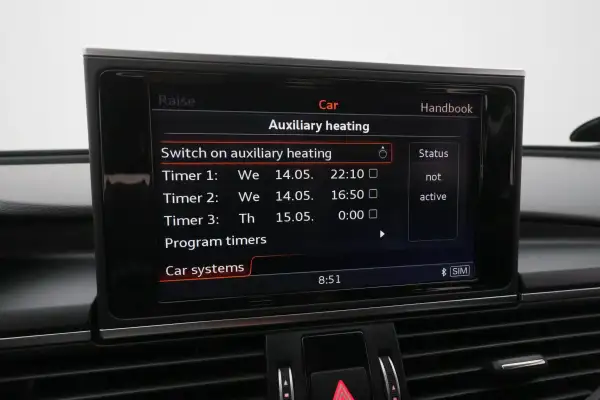 Raise
Car
Handbook
Auxiliary heating
Switch on auxiliary heating
Status
Timer 1: We 14.05. 22:10
not
Timer 2: We 14.05. 16:50
active
Timer 3: Th 15.05. 0:00
Program timers
Car systems
8:51
SIM